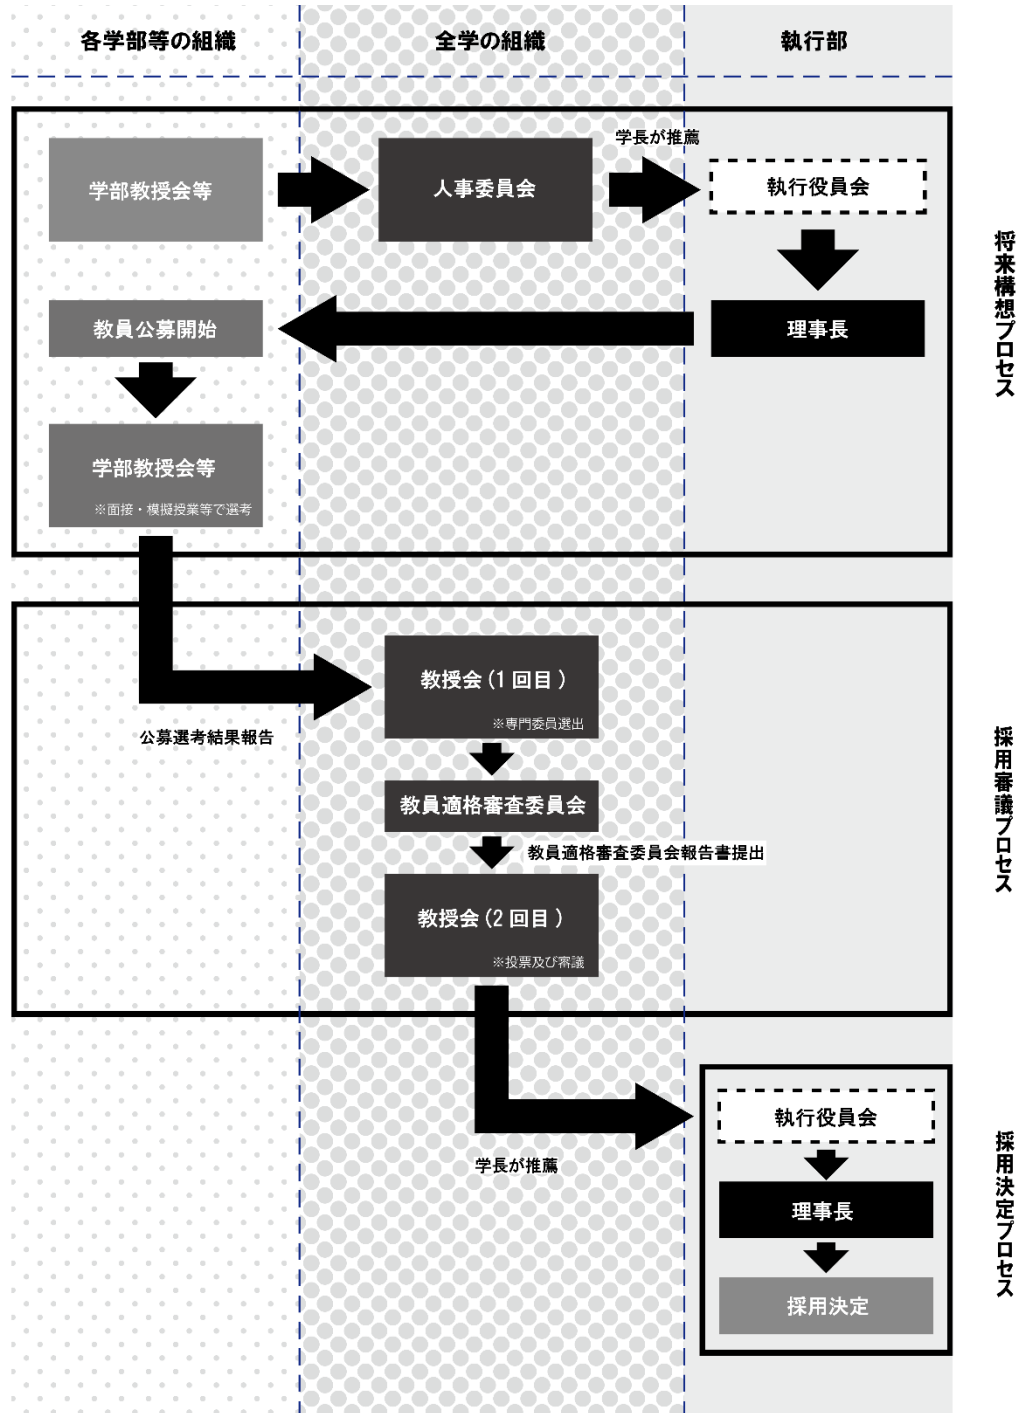 各学部等の組織
全学の組織
執行部
学部教授会等
人事委員会
学長が推薦
執行役員会
理事長
教員公募開始
学部教授会等
※面接・模擬授業等で選考
将来構想プロセス
公募選考結果報告
教授会(1回目)
※専門委員選出
教員適格審査委員会
教員適格審査委員会報告書提出
教授会(2回目)
※投票及び審議
採用審議プロセス
学長が推薦
執行役員会
理事長
採用決定
採用決定プロセス